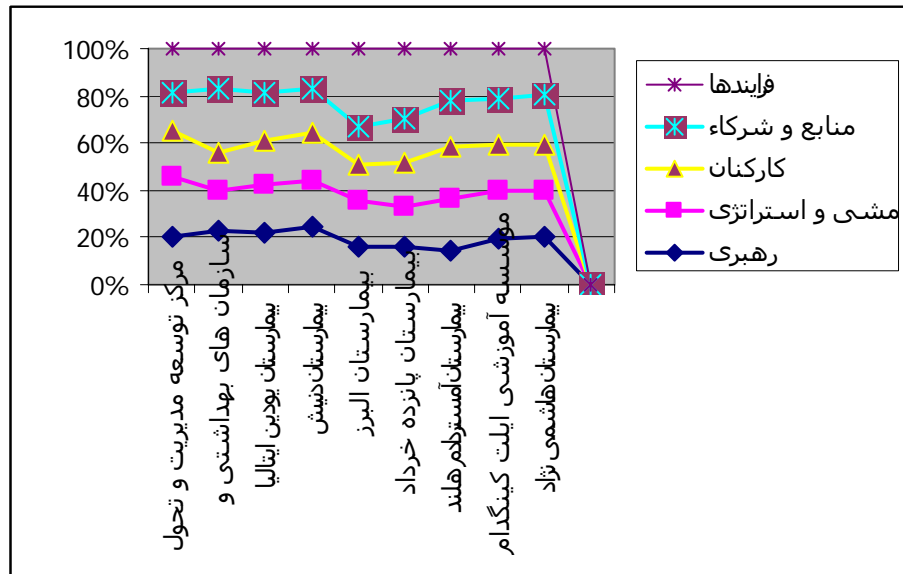 100%
80%
60%
40%
20%
0%
مرکز توسعه مدیریت و تحول
سازمان های بهداشتی و
بیمارستان یودین ایتالیا
بیمارستان دنیش
بیمارستان البرز
بیمارستان پانزده خرداد
بیمارستان آمستردام هلند
موسسه آموزشی ایلت کینگدام
بیمارستان هاشمی نژاد
فرایندها
منابع و شرکاء
کارکنان
مشی و استراتژی
رهبری